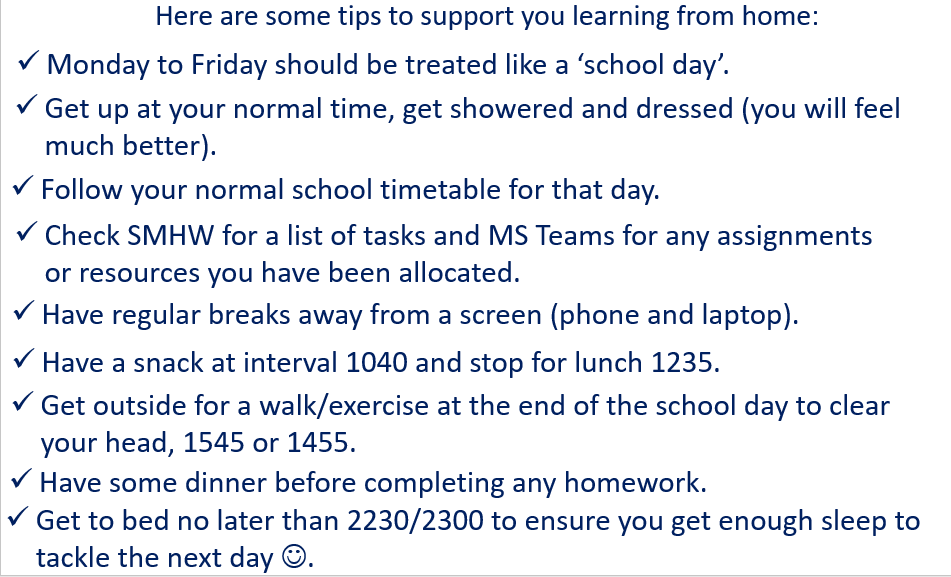 Here are some tips to support you learning from home:
✓ Monday to Friday should be treated like a ‘school day’.
✓ Get up at your normal time, get showered and dressed (you will feel
much better).
✓ Follow your normal school timetable for that day.
✓ Check SMHW for a list of tasks and MS Teams for any assignments
or resources you have been allocated.
✓ Have regular breaks away from a screen (phone and laptop).
✓ Have a snack at interval 1040 and stop for lunch 1235.
✓ Get outside for a walk/exercise at the end of the school day to clear
your head, 1545 or 1455.
✓ Have some dinner before completing any homework.
✓ Get to bed no later than 2230/2300 to ensure you get enough sleep to
tackle the next day ☺.